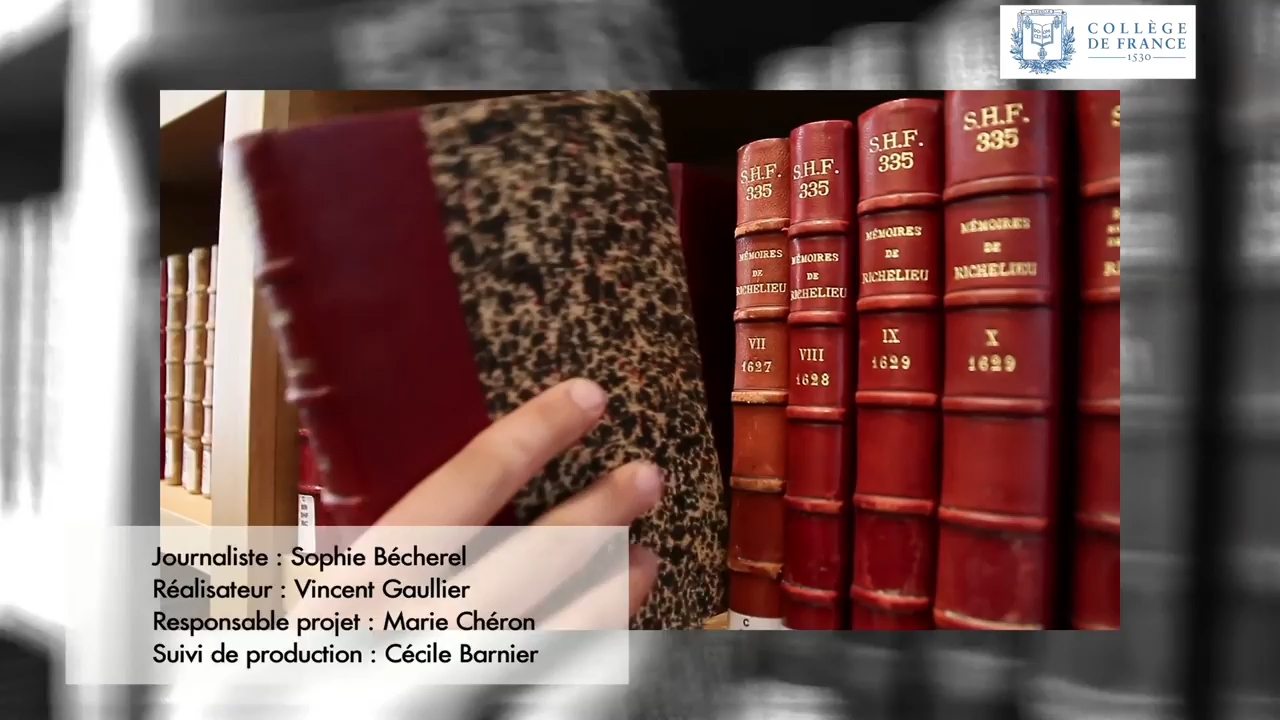 COLLÈGE
DE FRANCE
1530
S.H.F.
335
MÉMOIRES
DE
RICHELIEU
VII
1627
S.H.F.
335
MÉMOIRES
DE
RICHELIEU
VIII
1628
S.H.F.
335
MÉMOIRES
DE
RICHELIEU
IX
1629
S.H.F.
335
MÉMOIRES
DE
RICHELIEU
X
1629
Journaliste : Sophie Bécherel
Réalisateur : Vincent Gaullier
Responsable projet : Marie Chéron
Suivi de production : Cécile Barnier